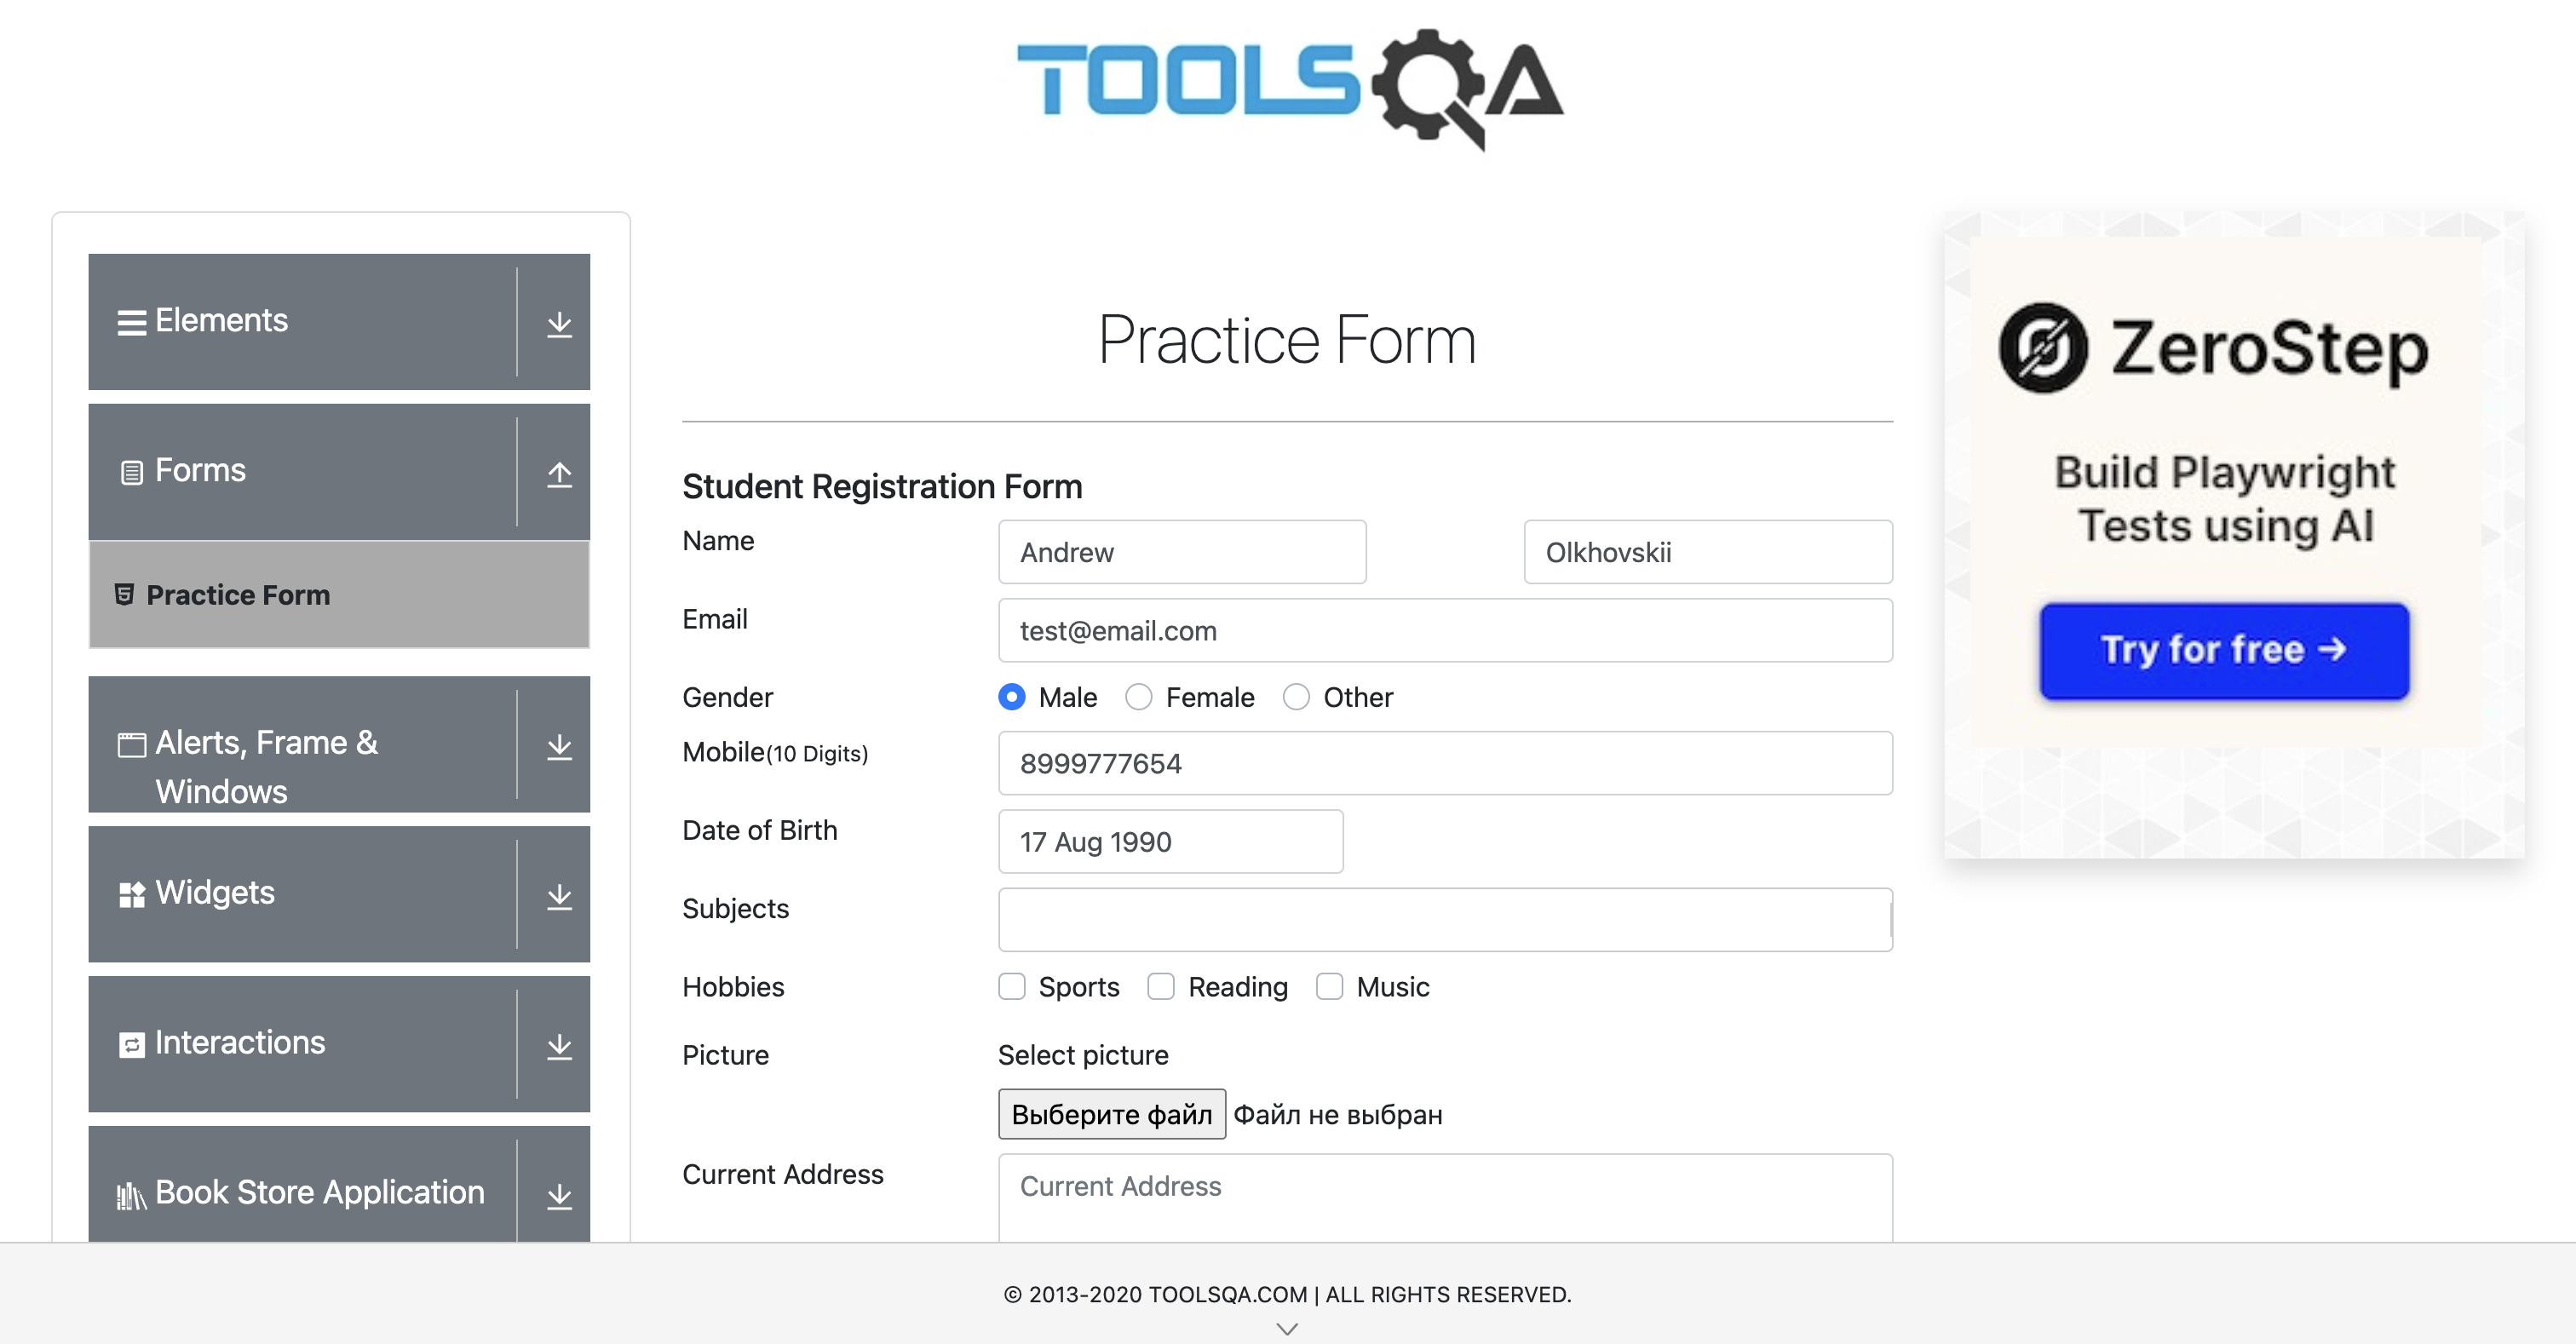 TOOLSQA
Elements
Forms
Practice Form
Alerts, Frame &
Windows
Widgets
Interactions
Book Store Application
Practice Form
Student Registration Form
Name
Andrew
Olkhovskii
Email
test@email.com
Gender
Male
Female
Other
Mobile(10 Digits)
8999777654
Date of Birth
17 Aug 1990
Subjects
Hobbies
Sports
Reading
Music
Picture
Select picture
Выберите файл Файл не выбран
Current Address
Current Address
ZeroStep
Build Playwright
Tests using AI
Try for free →
© 2013-2020 TOOLSQA.COM | ALL RIGHTS RESERVED.